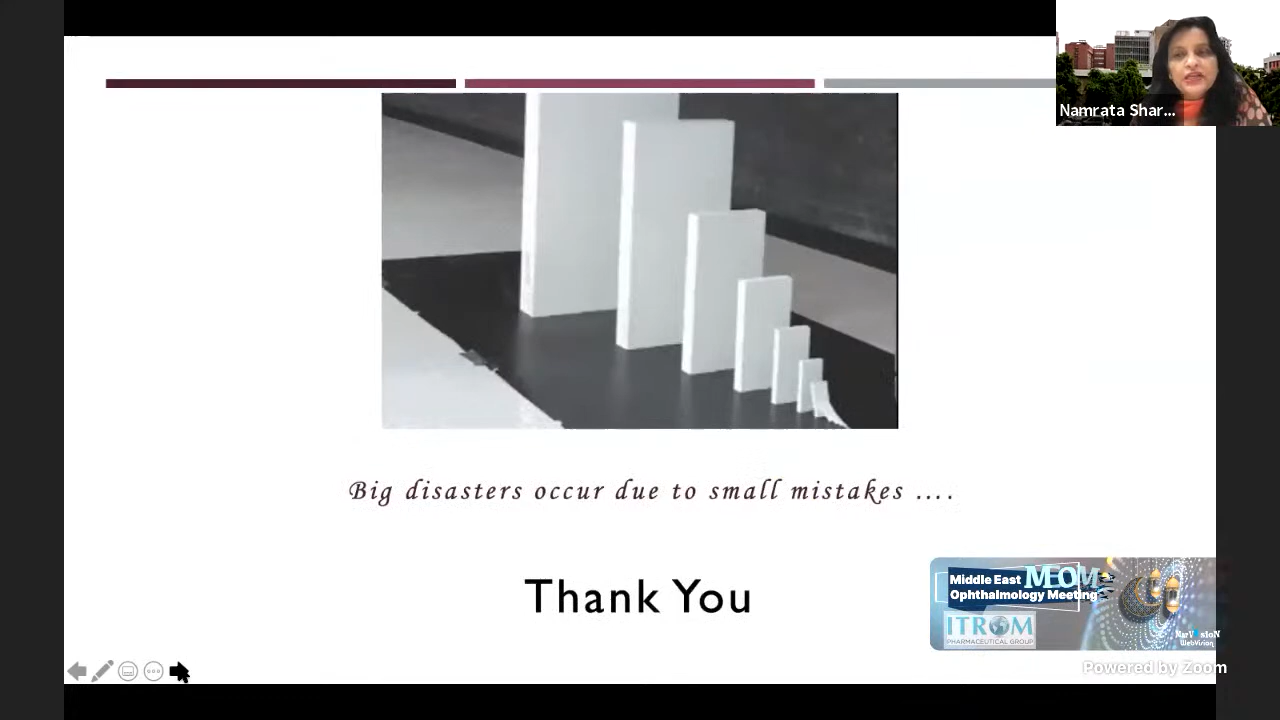 Namrata Shar...
Big disasters occur due to small mistakes ....
Thank You
Middle East MEOM
Ophthalmology Meeting
ITROM
PHARMACEUTICAL GROUP
WebVision
Powered by Zoom